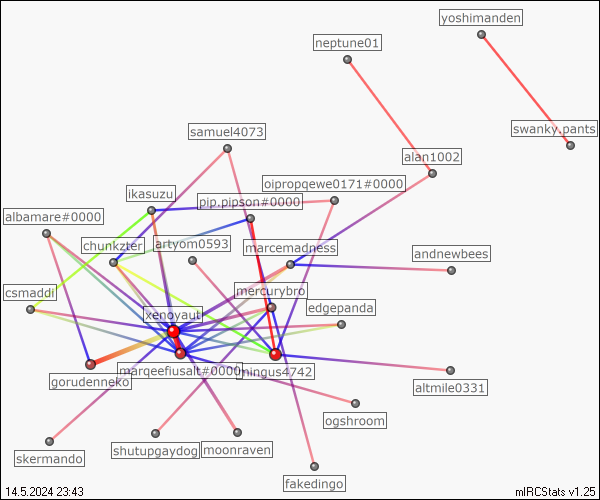 yoshimanden
neptune01
samuel4073
swanky.pants
alan1002
oipropqewe0171#0000
ikasuzu
pip.pipson#0000
albamare#0000
chunkzter
artyom0593
marcemadness
andnewbees
csmaddi
mercurybro
edgepanda
xenoyaut
marqeefiusalt#0000
mingus4742
gorudenneko
altmile0331
ogshroom
skermando
shutupgaydog
moonraven
fakedingo
14.5.2024 23:43
mIRCStats v1.25